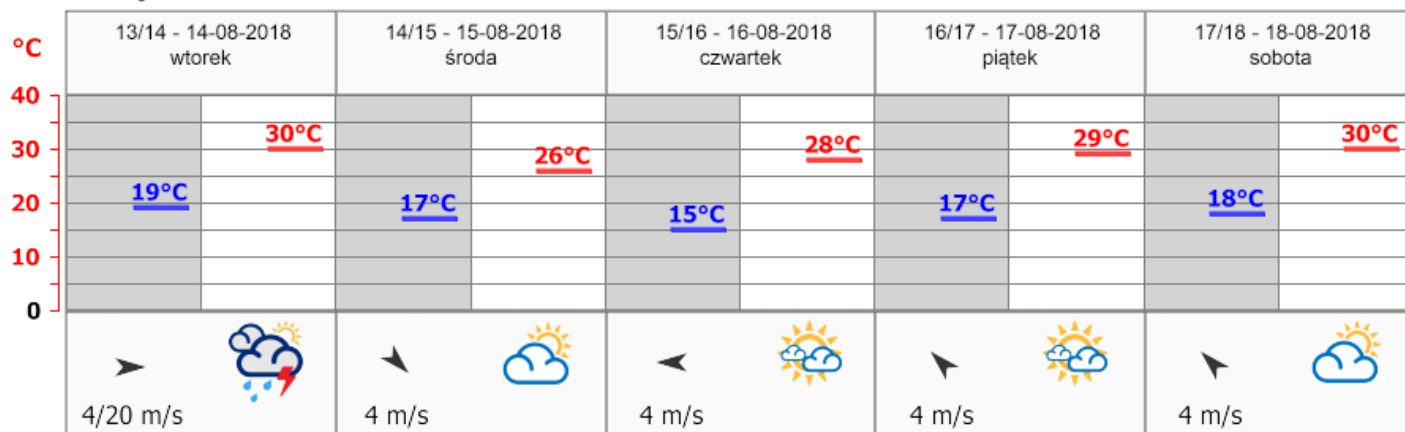 °C
13/14 - 14-08-2018
wtorek
14/15 - 15-08-2018
środa
15/16 - 16-08-2018
czwartek
16/17 - 17-08-2018
piątek
17/18 - 18-08-2018
sobota
40
30
20
10
0
19°C
30°C
17°C
26°C
15°C
28°C
17°C
29°C
18°C
30°C
4/20 m/s
4 m/s
4 m/s
4 m/s
4 m/s